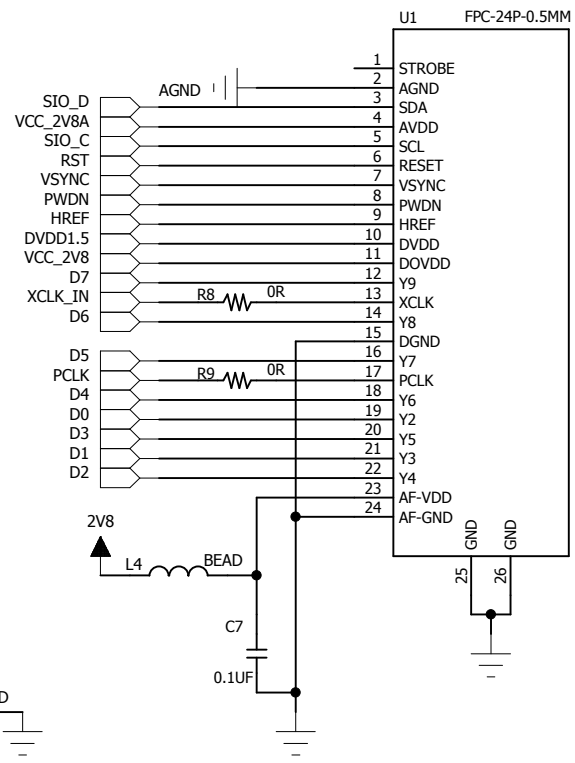 U1 FPC-24P-0.5MM
1 STROBE
AGND 2 AGND
SIO_D 3 SDA
VCC_2V8A 4 AVDD
SIO_C 5 SCL
RST 6 RESET
VSYNC 7 VSYNC
PWDN 8 PWDN
HREF 9 HREF
DVDD1.5 10 DVDD
VCC_2V8 11 DOVDD
D7 12 Y9
XCLK_IN R8 0R 13 XCLK
D6 14 Y8
15 DGND
D5 16 Y7
PCLK R9 0R 17 PCLK
D4 18 Y6
D0 19 Y2
D3 20 Y5
D1 21 Y3
D2 22 Y4
23 AF-VDD
24 AF-GND
2V8
GND GND
L4 BEAD
25 26
C7
0.1UF
D